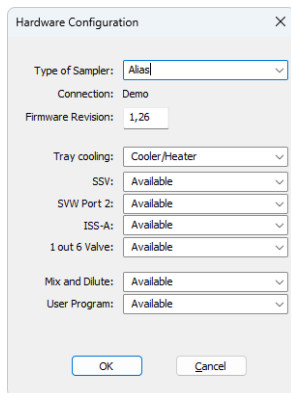 Hardware Configuration
Type of Sampler: Alias
Connection: Demo
Firmware Revision: 1,26
Tray cooling: Cooler/Heater
SSV: Available
SVW Port 2: Available
ISS-A: Available
1 out 6 Valve: Available
Mix and Dilute: Available
User Program: Available
OK Cancel